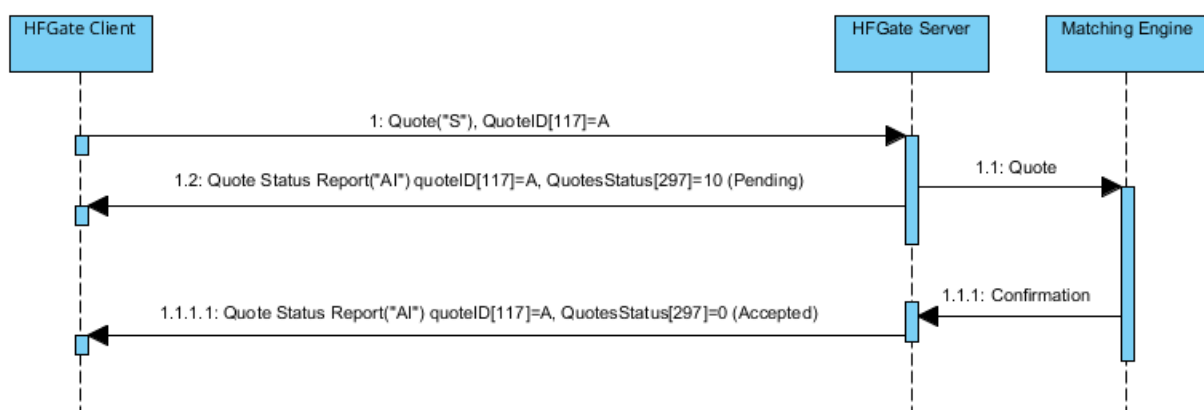 HFGate Client
HFGate Server
Matching Engine
1: Quote("S"), QuoteID[117]=A
1.1: Quote
1.2: Quote Status Report("AI") quoteID[117]=A, QuotesStatus[297]=10 (Pending)
1.1.1: Confirmation
1.1.1.1: Quote Status Report("AI") quoteID[117]=A, QuotesStatus[297]=0 (Accepted)